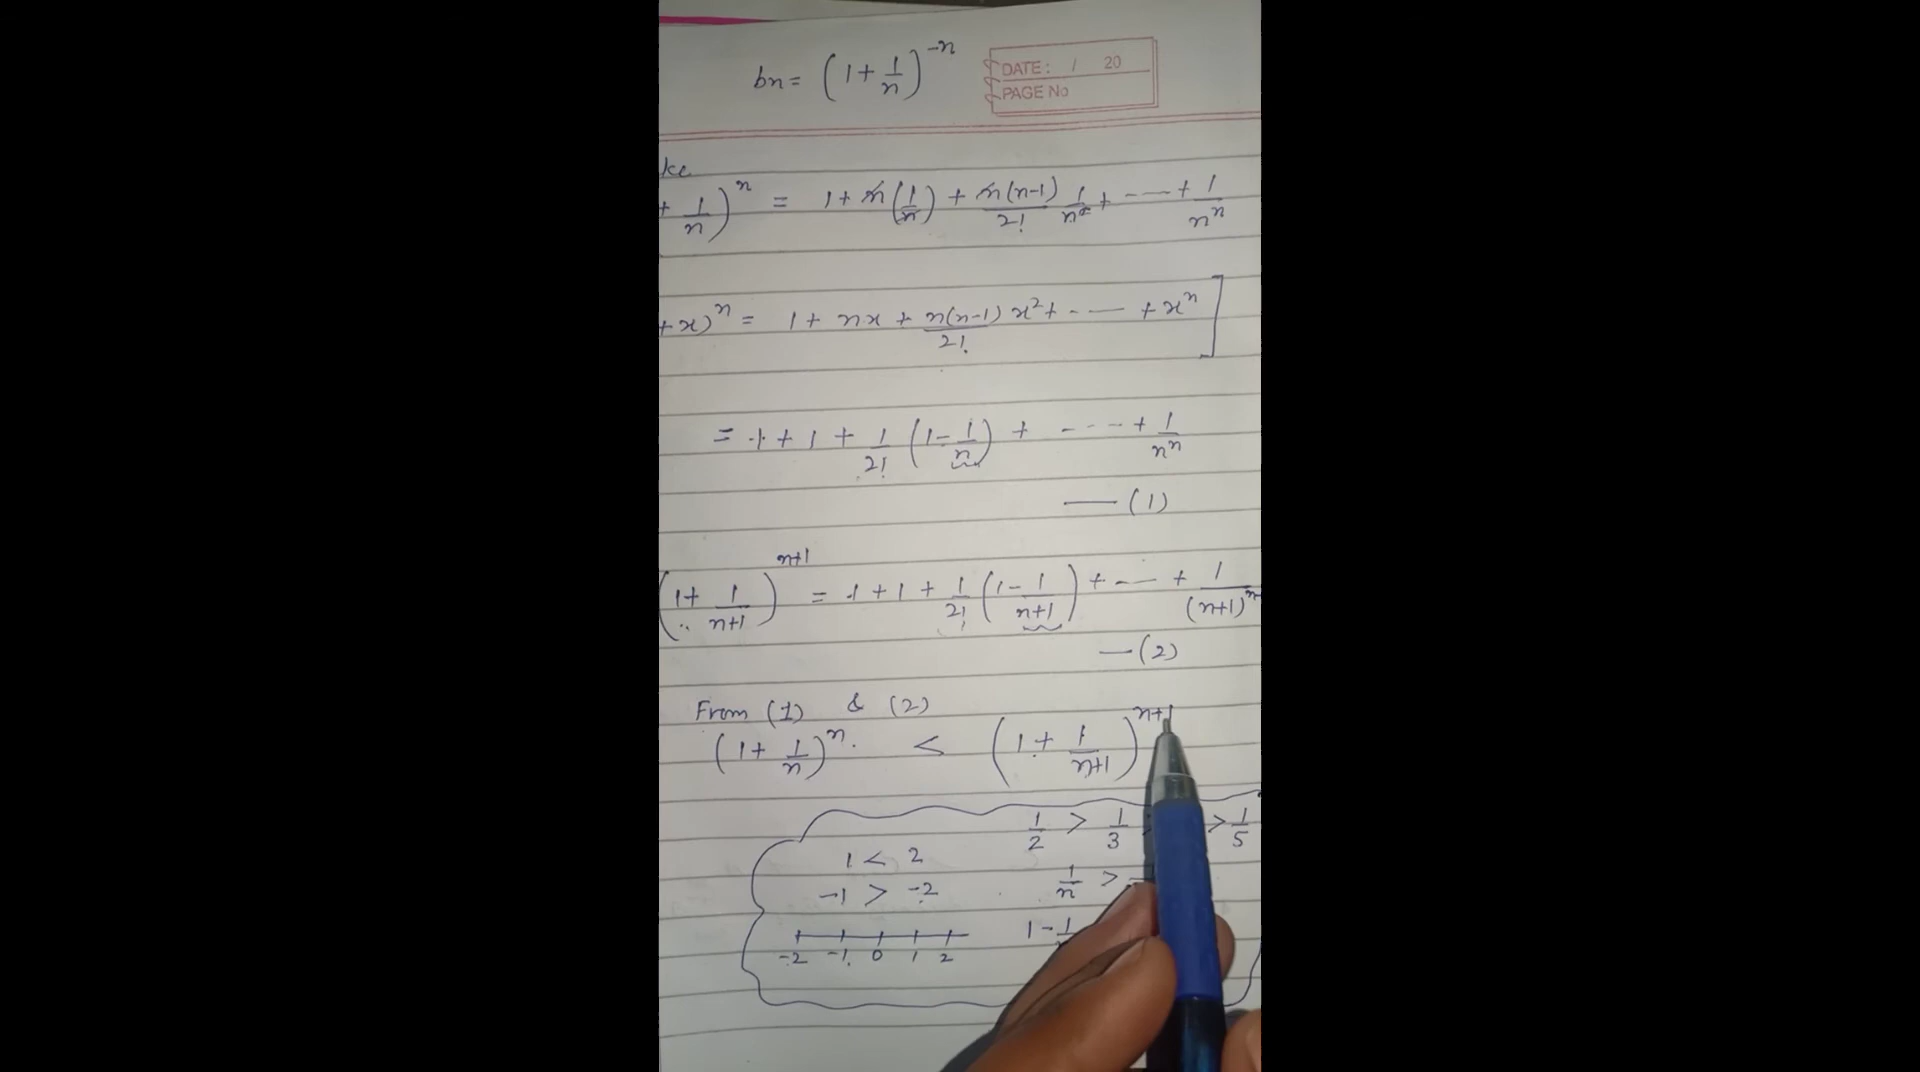 bn = (1 + 1/n)^-n
DATE: / 20
PAGE No
ke
+ 1/n)^n = 1 + n(1/n) + n(n-1)/2! 1/n² + ---- + 1/n^n
+x)^n = 1 + nx + n(n-1)/2! x² + - --- + x^n ]
= 1 + 1 + 1/2! (1 - 1/n) + ---- + 1/n^n
—— (1)
(1 + 1/(n+1))^n+1 = 1 + 1 + 1/2! (1 - 1/(n+1)) + ---- + 1/(n+1)^n
— (2)
From (1) & (2)
(1 + 1/n)^n < (1 + 1/(n+1))^n+1
1/2 > 1/3 > 1/5
1 < 2
-1 > -2
1/n >
1 - 1/
-2 -1 0 1 2